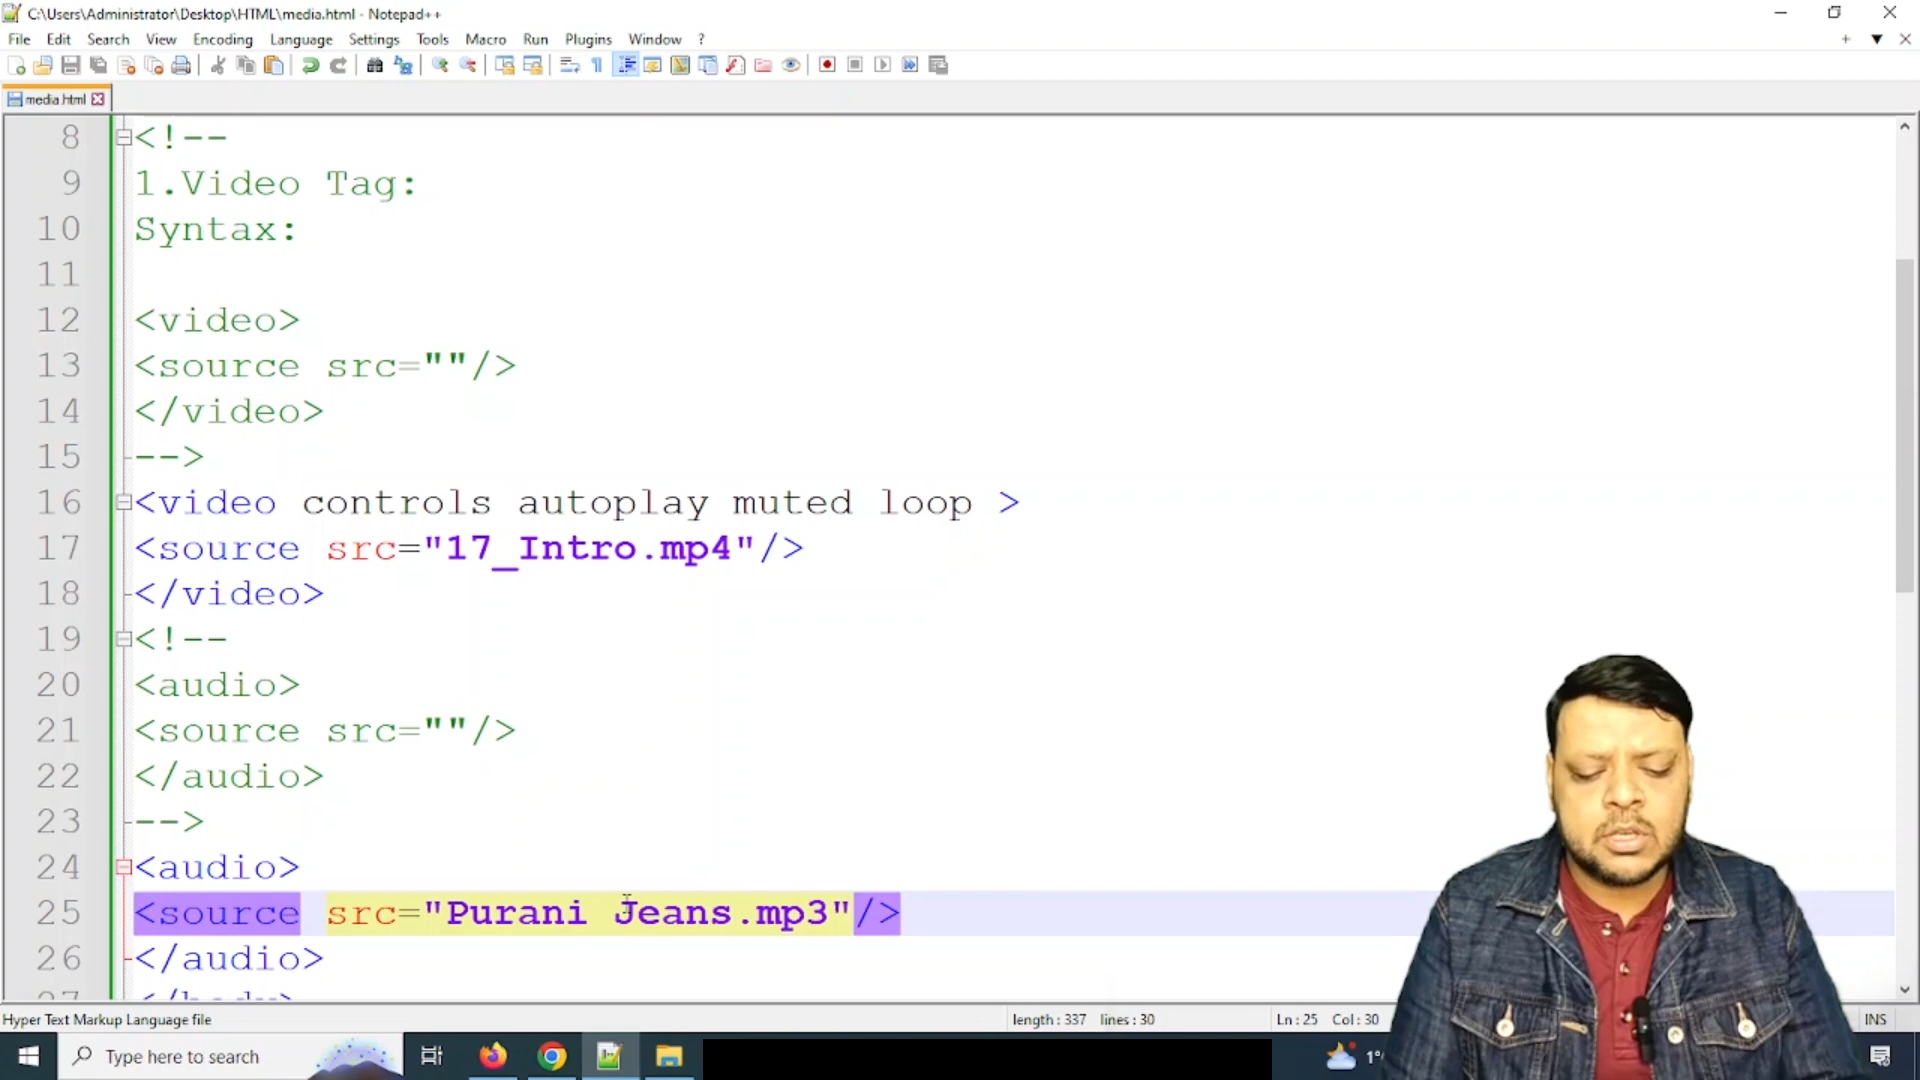 C:\Users\Administrator\Desktop\HTML\media.html - Notepad++
File Edit Search View Encoding Language Settings Tools Macro Run Plugins Window ?
media.html
8 <!--
9 1.Video Tag:
10 Syntax:
11
12 <video>
13 <source src=""/>
14 </video>
15 -->
16 <video controls autoplay muted loop >
17 <source src="17_Intro.mp4"/>
18 </video>
19 <!--
20 <audio>
21 <source src=""/>
22 </audio>
23 -->
24 <audio>
25 <source src="Purani Jeans.mp3"/>
26 </audio>
Hyper Text Markup Language file length : 337 lines : 30 Ln : 25 Col : 30 INS
Type here to search 1°